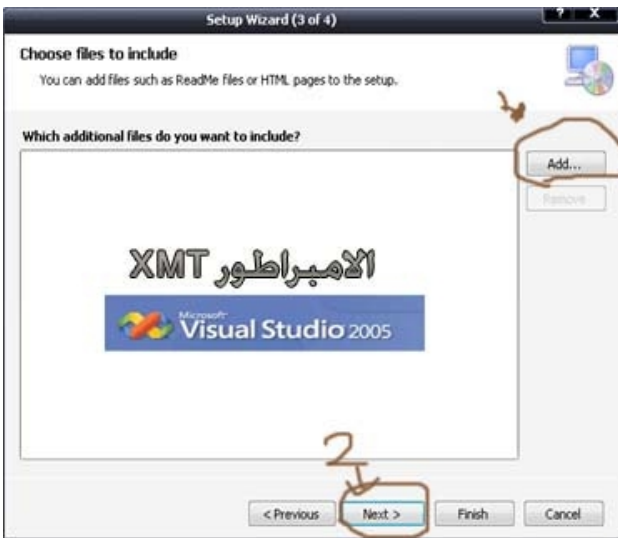 Setup Wizard (3 of 4)
? X
Choose files to include
You can add files such as ReadMe files or HTML pages to the setup.
Which additional files do you want to include?
Add...
Remove
الامبراطور XMT
Microsoft
Visual Studio 2005
2
< Previous Next > Finish Cancel